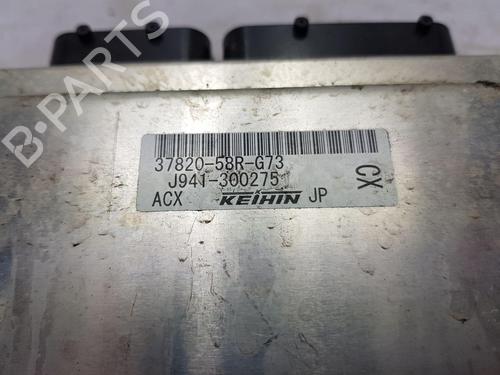 B-PARTS
37820-58R-G73
J941-300275
ACX KEIHIN JP
CX